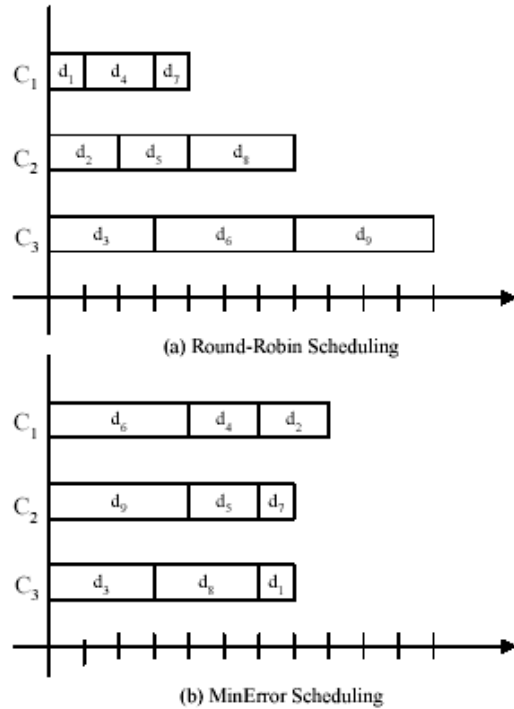 C₁ d₁ d₄ d₇
C₂ d₂ d₅ d₈
C₃ d₃ d₆ d₉
(a) Round-Robin Scheduling
C₁ d₆ d₄ d₂
C₂ d₉ d₅ d₇
C₃ d₃ d₈ d₁
(b) MinError Scheduling